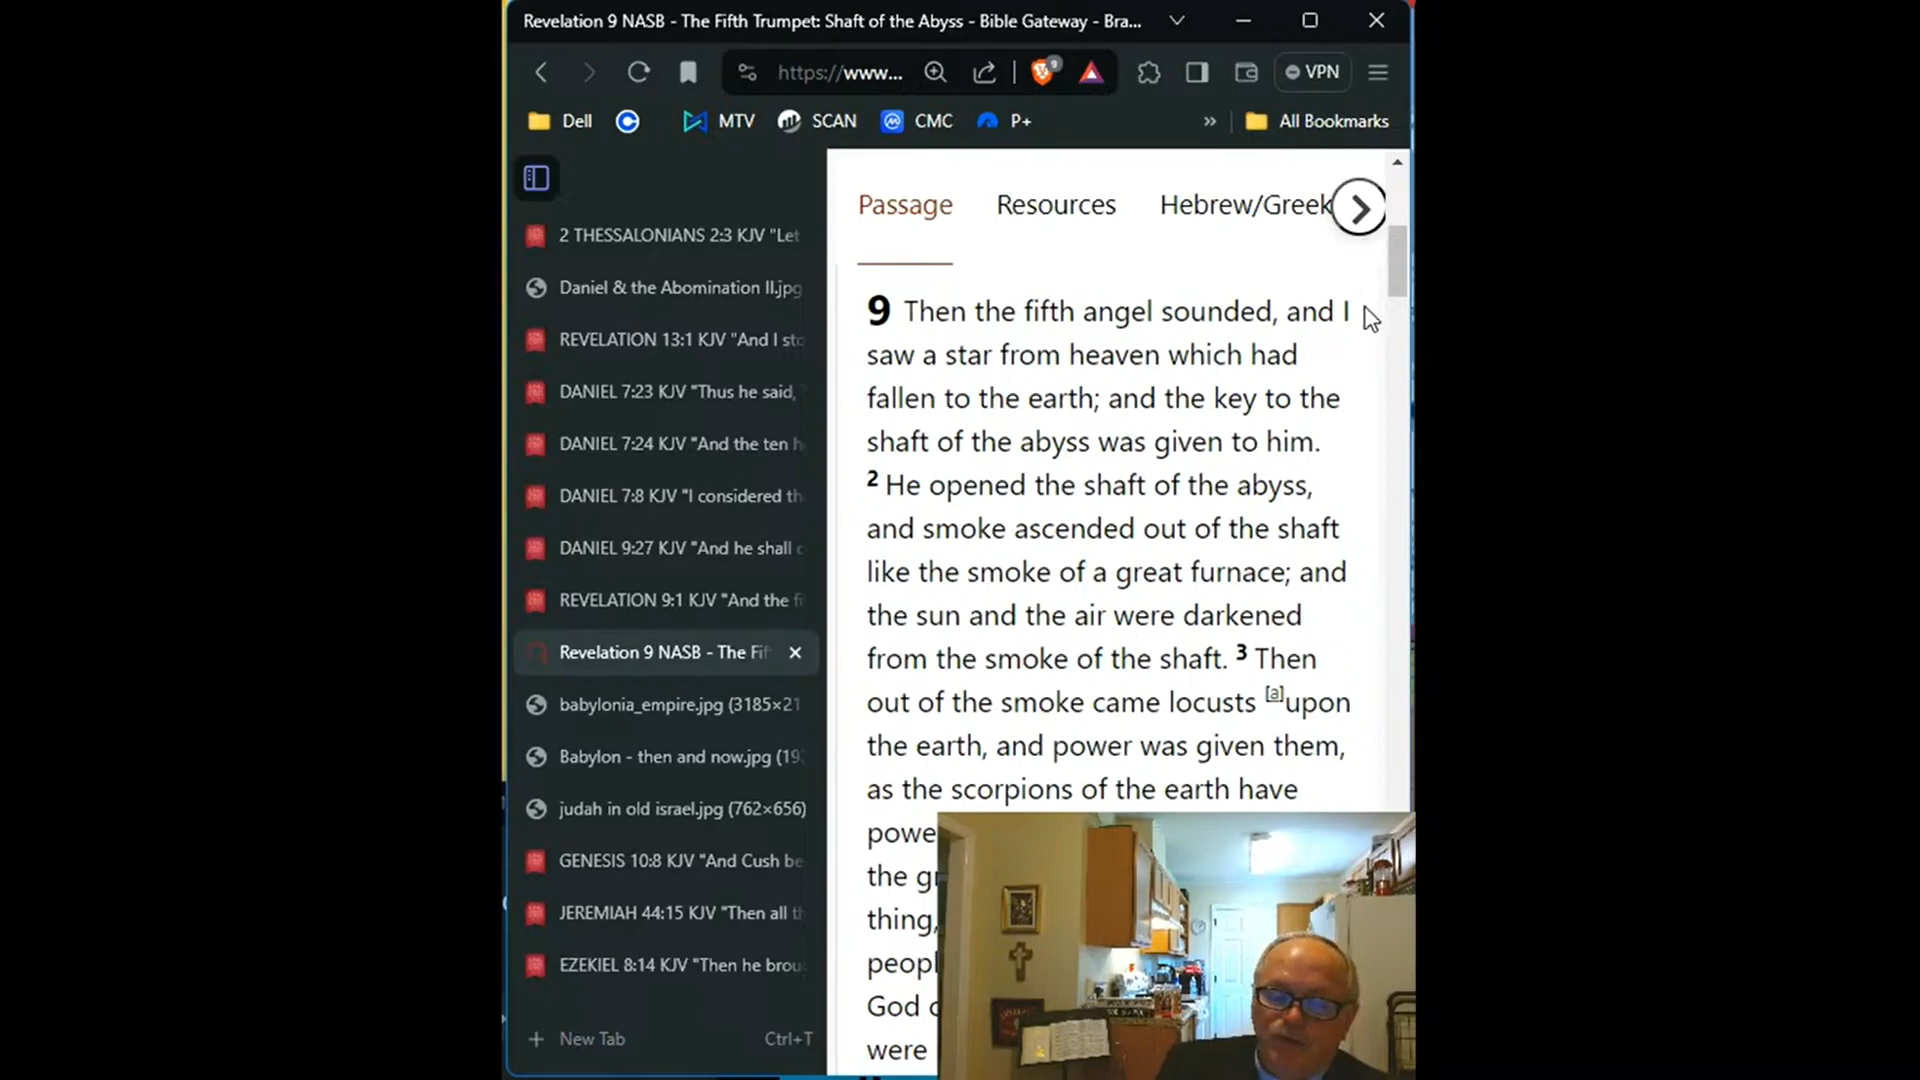 Revelation 9 NASB - The Fifth Trumpet: Shaft of the Abyss - Bible Gateway - Bra...
https://www...
9
VPN
Dell
MTV
SCAN
CMC
P+
All Bookmarks
2 THESSALONIANS 2:3 KJV "Let
Daniel & the Abomination II.jpg
REVELATION 13:1 KJV "And I sto
DANIEL 7:23 KJV "Thus he said,
DANIEL 7:24 KJV "And the ten h
DANIEL 7:8 KJV "I considered th
DANIEL 9:27 KJV "And he shall c
REVELATION 9:1 KJV "And the fi
Revelation 9 NASB - The Fif
babylonia_empire.jpg (3185×21
Babylon - then and now.jpg (19
judah in old israel.jpg (762×656)
GENESIS 10:8 KJV "And Cush be
JEREMIAH 44:15 KJV "Then all th
EZEKIEL 8:14 KJV "Then he brou
New Tab Ctrl+T
Passage Resources Hebrew/Greek
9 Then the fifth angel sounded, and I
saw a star from heaven which had
fallen to the earth; and the key to the
shaft of the abyss was given to him.
2 He opened the shaft of the abyss,
and smoke ascended out of the shaft
like the smoke of a great furnace; and
the sun and the air were darkened
from the smoke of the shaft. 3 Then
out of the smoke came locusts [a]upon
the earth, and power was given them,
as the scorpions of the earth have
powe
the g
thing,
peopl
God
were